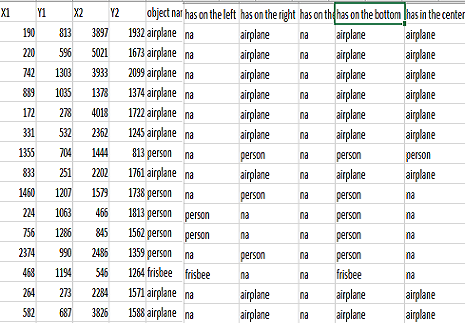 X1 Y1 X2 Y2 object nar has on the left has on the right has on the has on the bottom has in the center
190 813 3897 1932 airplane na airplane na airplane airplane
220 596 5021 1673 airplane na airplane na airplane airplane
742 1303 3933 2099 airplane na airplane na airplane airplane
889 1035 1378 1374 airplane na airplane na airplane airplane
172 278 4018 1722 airplane na airplane na airplane airplane
331 532 2362 1245 airplane na airplane na airplane airplane
1355 704 1444 813 person na person na person person
833 251 2202 1761 airplane na airplane na airplane airplane
1460 1207 1579 1738 person na person na person na
224 1063 466 1813 person person na na person na
756 1286 845 1562 person person na na person na
2374 990 2486 1359 person na person na person na
468 1194 546 1264 frisbee frisbee na na frisbee na
264 273 2284 1571 airplane na airplane na airplane airplane
582 687 3826 1588 airplane na airplane na airplane airplane